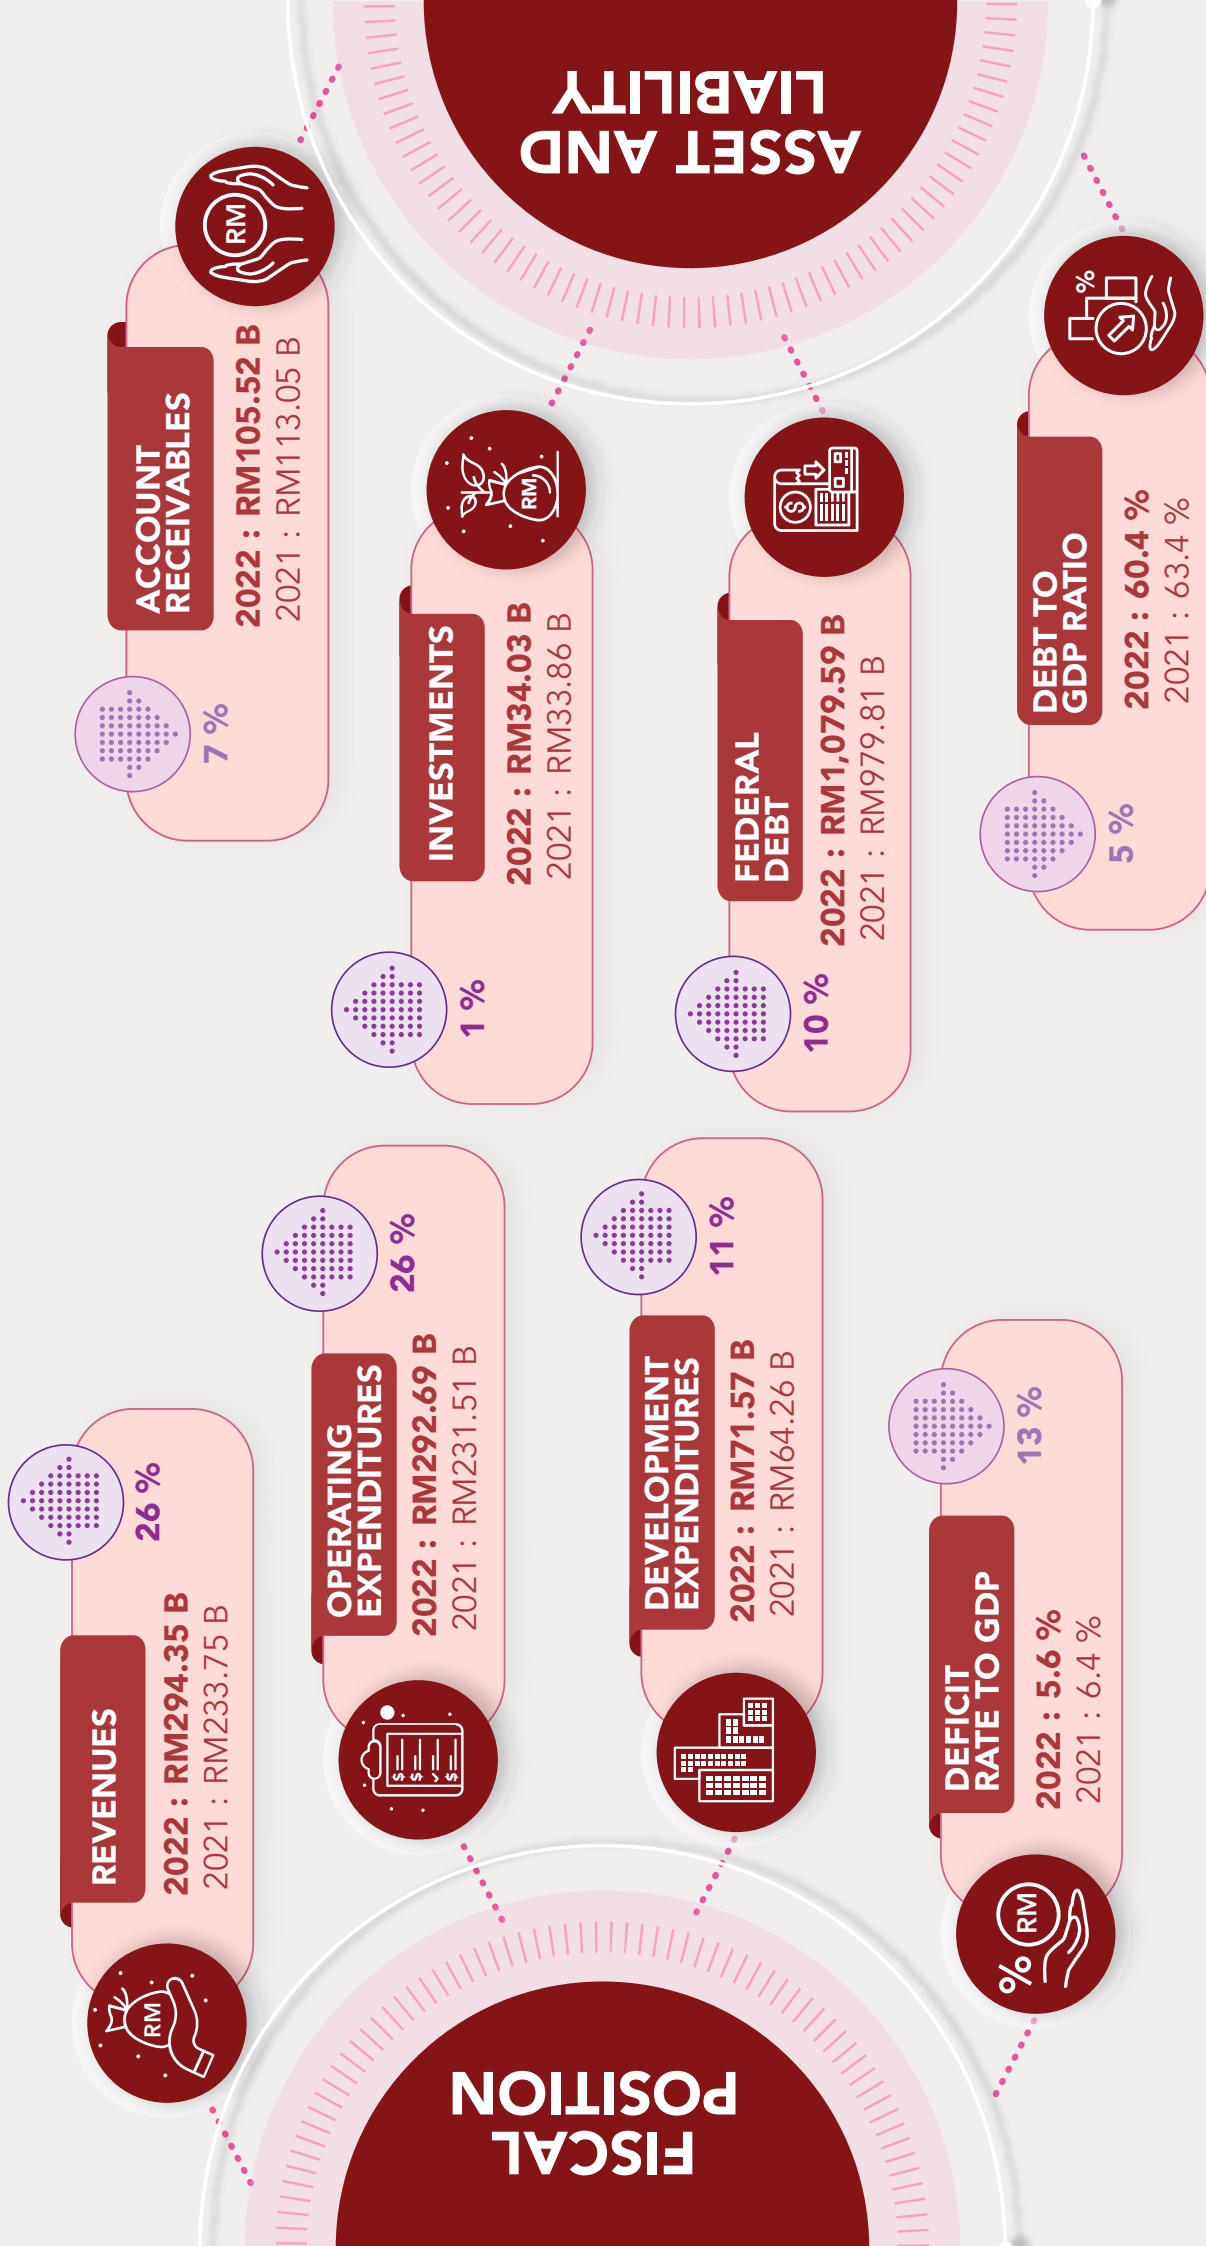 FISCAL
POSITION
REVENUES
2022 : RM294.35 B
2021 : RM233.75 B
26 %
RM
OPERATING
EXPENDITURES
2022 : RM292.69 B
2021 : RM231.51 B
26 %
$
$
$
DEVELOPMENT
EXPENDITURES
2022 : RM71.57 B
2021 : RM64.26 B
11 %
DEFICIT
RATE TO GDP
2022 : 5.6 %
2021 : 6.4 %
13 %
%
RM
ASSET AND
LIABILITY
ACCOUNT
RECEIVABLES
2022 : RM105.52 B
2021 : RM113.05 B
7 %
RM
INVESTMENTS
2022 : RM34.03 B
2021 : RM33.86 B
1 %
RM
FEDERAL
DEBT
2022 : RM1,079.59 B
2021 : RM979.81 B
10 %
$
DEBT TO
GDP RATIO
2022 : 60.4 %
2021 : 63.4 %
5 %
%